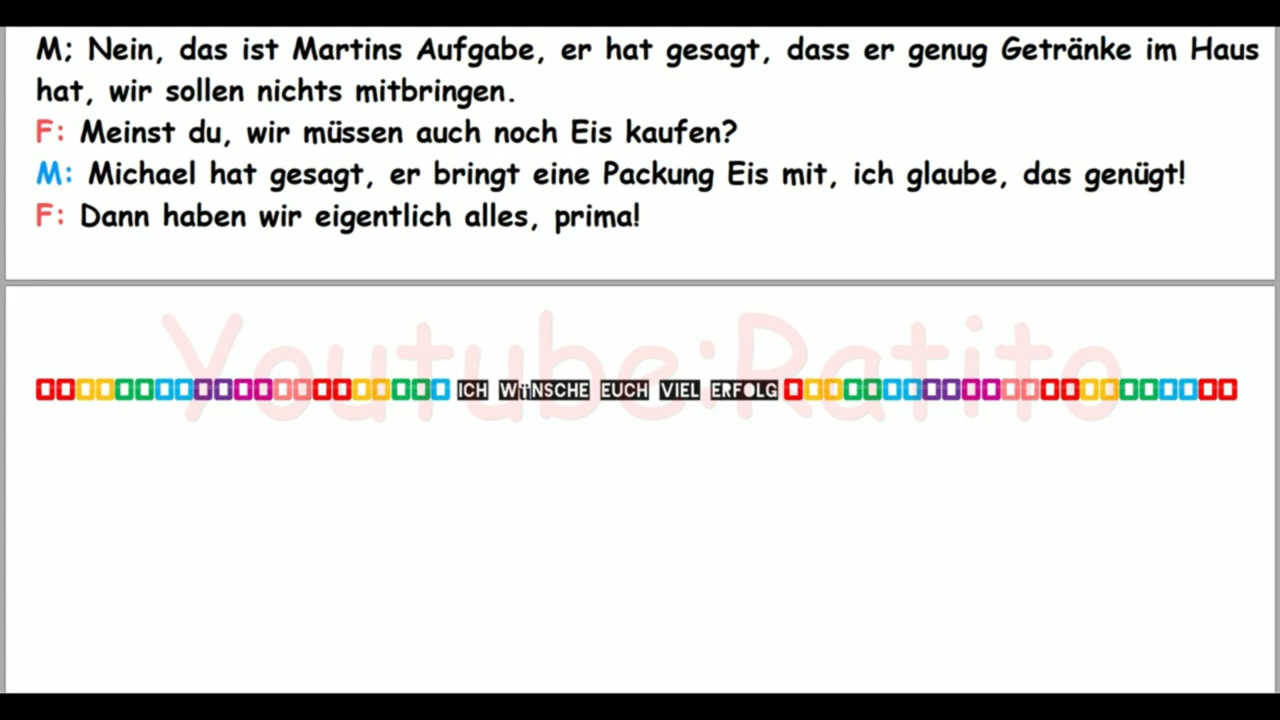 M; Nein, das ist Martins Aufgabe, er hat gesagt, dass er genug Getränke im Haus
hat, wir sollen nichts mitbringen.
F: Meinst du, wir müssen auch noch Eis kaufen?
M: Michael hat gesagt, er bringt eine Packung Eis mit, ich glaube, das genügt!
F: Dann haben wir eigentlich alles, prima!
Youtube:Ratito
ICH WüNSCHE EUCH VIEL ERFOLG